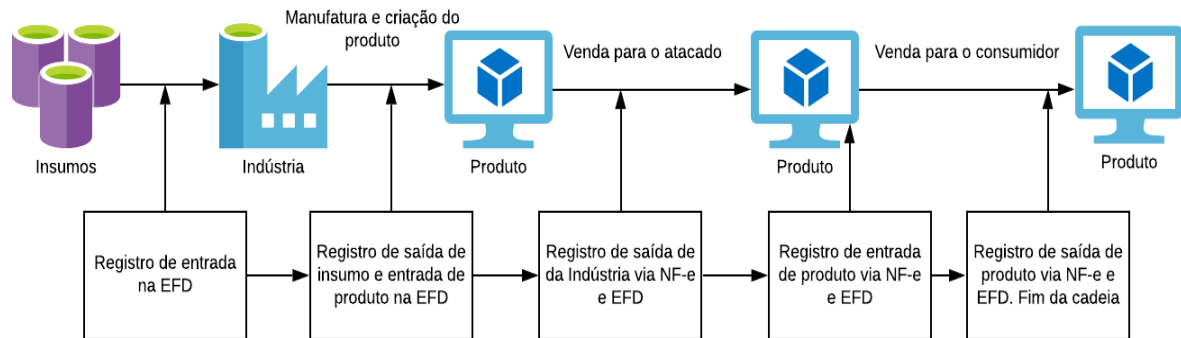 Manufatura e criação do
produto
Venda para o atacado
Venda para o consumidor
Insumos
Indústria
Produto
Produto
Produto
Registro de entrada
na EFD
Registro de saída de
insumo e entrada de
produto na EFD
Registro de saída de
da Indústria via NF-e
e EFD
Registro de entrada
de produto via NF-e
e EFD
Registro de saída de
produto via NF-e e
EFD. Fim da cadeia